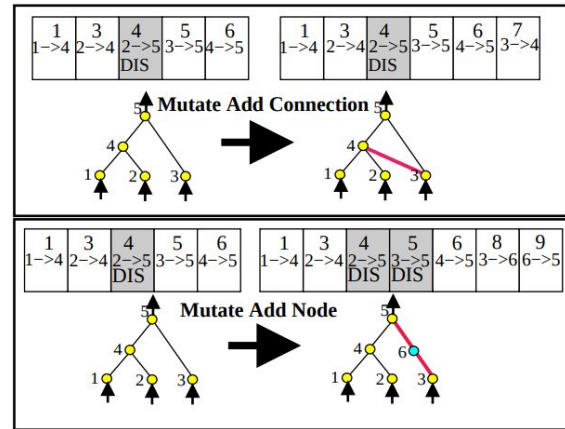 1 3 4 5 6 1 3 4 5 6 7
1->4 2->4 2->5 3->5 4->5 1->4 2->4 2->5 3->5 4->5 3->4
DIS DIS
5 Mutate Add Connection 5
4 4
1 2 3 1 2 3
1 3 4 5 6 1 3 4 5 6 8 9
1->4 2->4 2->5 3->5 4->5 1->4 2->4 2->5 3->5 4->5 3->6 6->5
DIS DIS DIS
5 Mutate Add Node 5
4 4 6
1 2 3 1 2 3